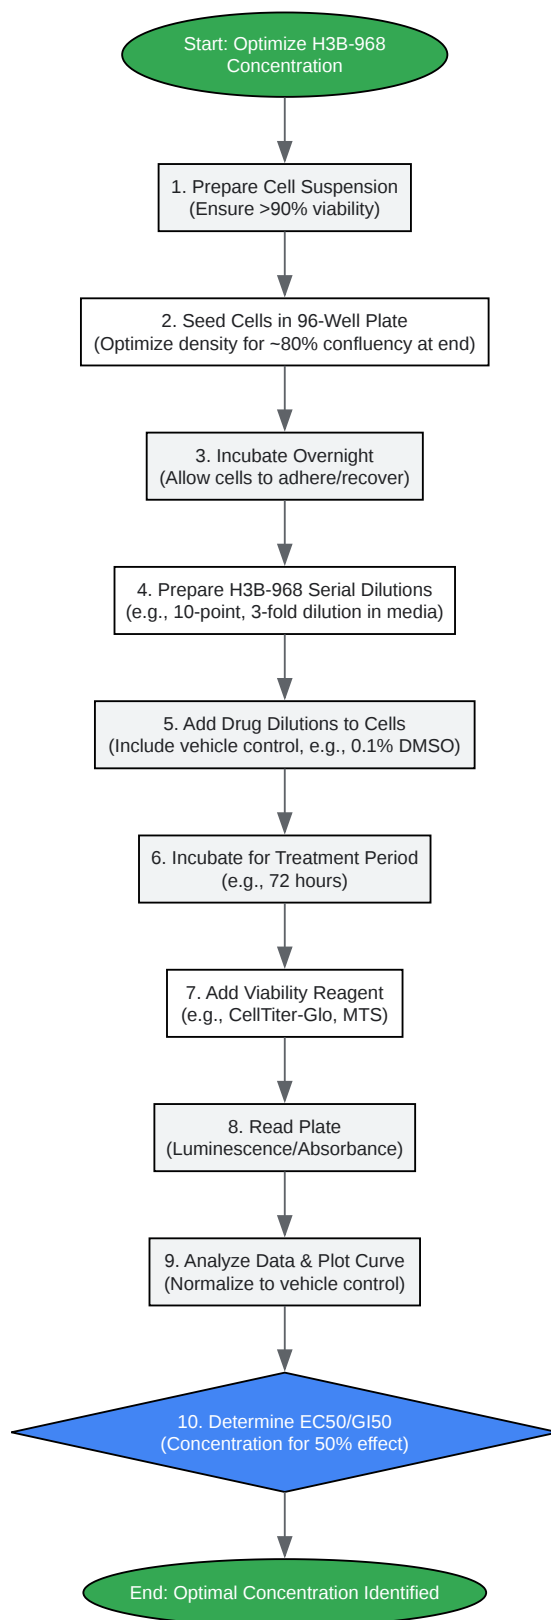 Start: Optimize H3B-968
Concentration
1. Prepare Cell Suspension
(Ensure >90% viability)
2. Seed Cells in 96-Well Plate
(Optimize density for ~80% confluency at end)
3. Incubate Overnight
(Allow cells to adhere/recover)
4. Prepare H3B-968 Serial Dilutions
(e.g., 10-point, 3-fold dilution in media)
5. Add Drug Dilutions to Cells
(Include vehicle control, e.g., 0.1% DMSO)
6. Incubate for Treatment Period
(e.g., 72 hours)
7. Add Viability Reagent
(e.g., CellTiter-Glo, MTS)
8. Read Plate
(Luminescence/Absorbance)
9. Analyze Data & Plot Curve
(Normalize to vehicle control)
10. Determine EC50/GI50
(Concentration for 50% effect)
End: Optimal Concentration Identified